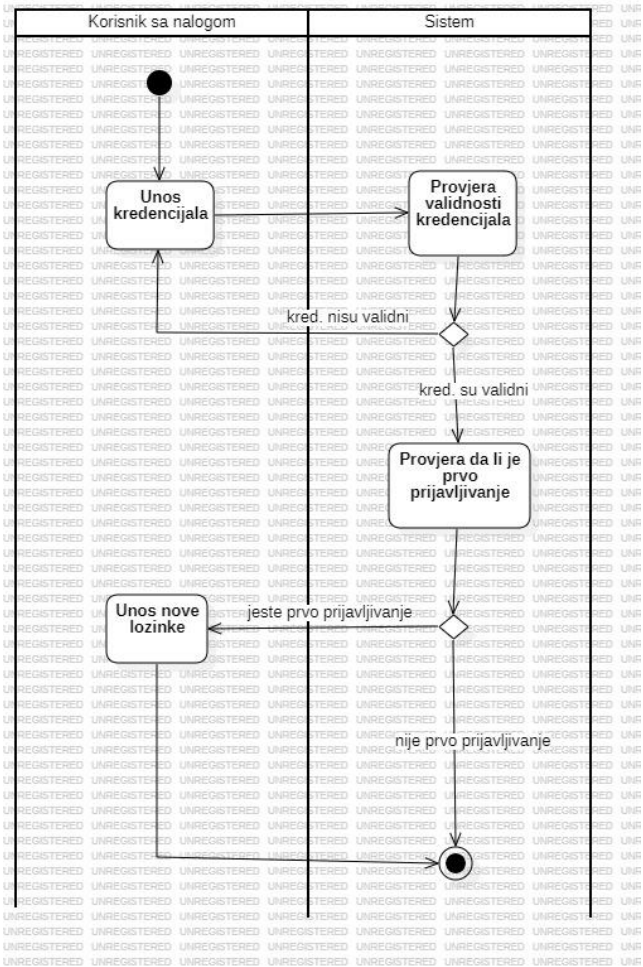 Korisnik sa nalogom
Sistem
Unos
kredencijala
Provjera
validnosti
kredencijala
kred. nisu validni
kred. su validni
Provjera da li je
prvo
prijavljivanje
Unos nove
lozinke
jeste prvo prijavljivanje
nije prvo prijavljivanje
UNREGISTERED